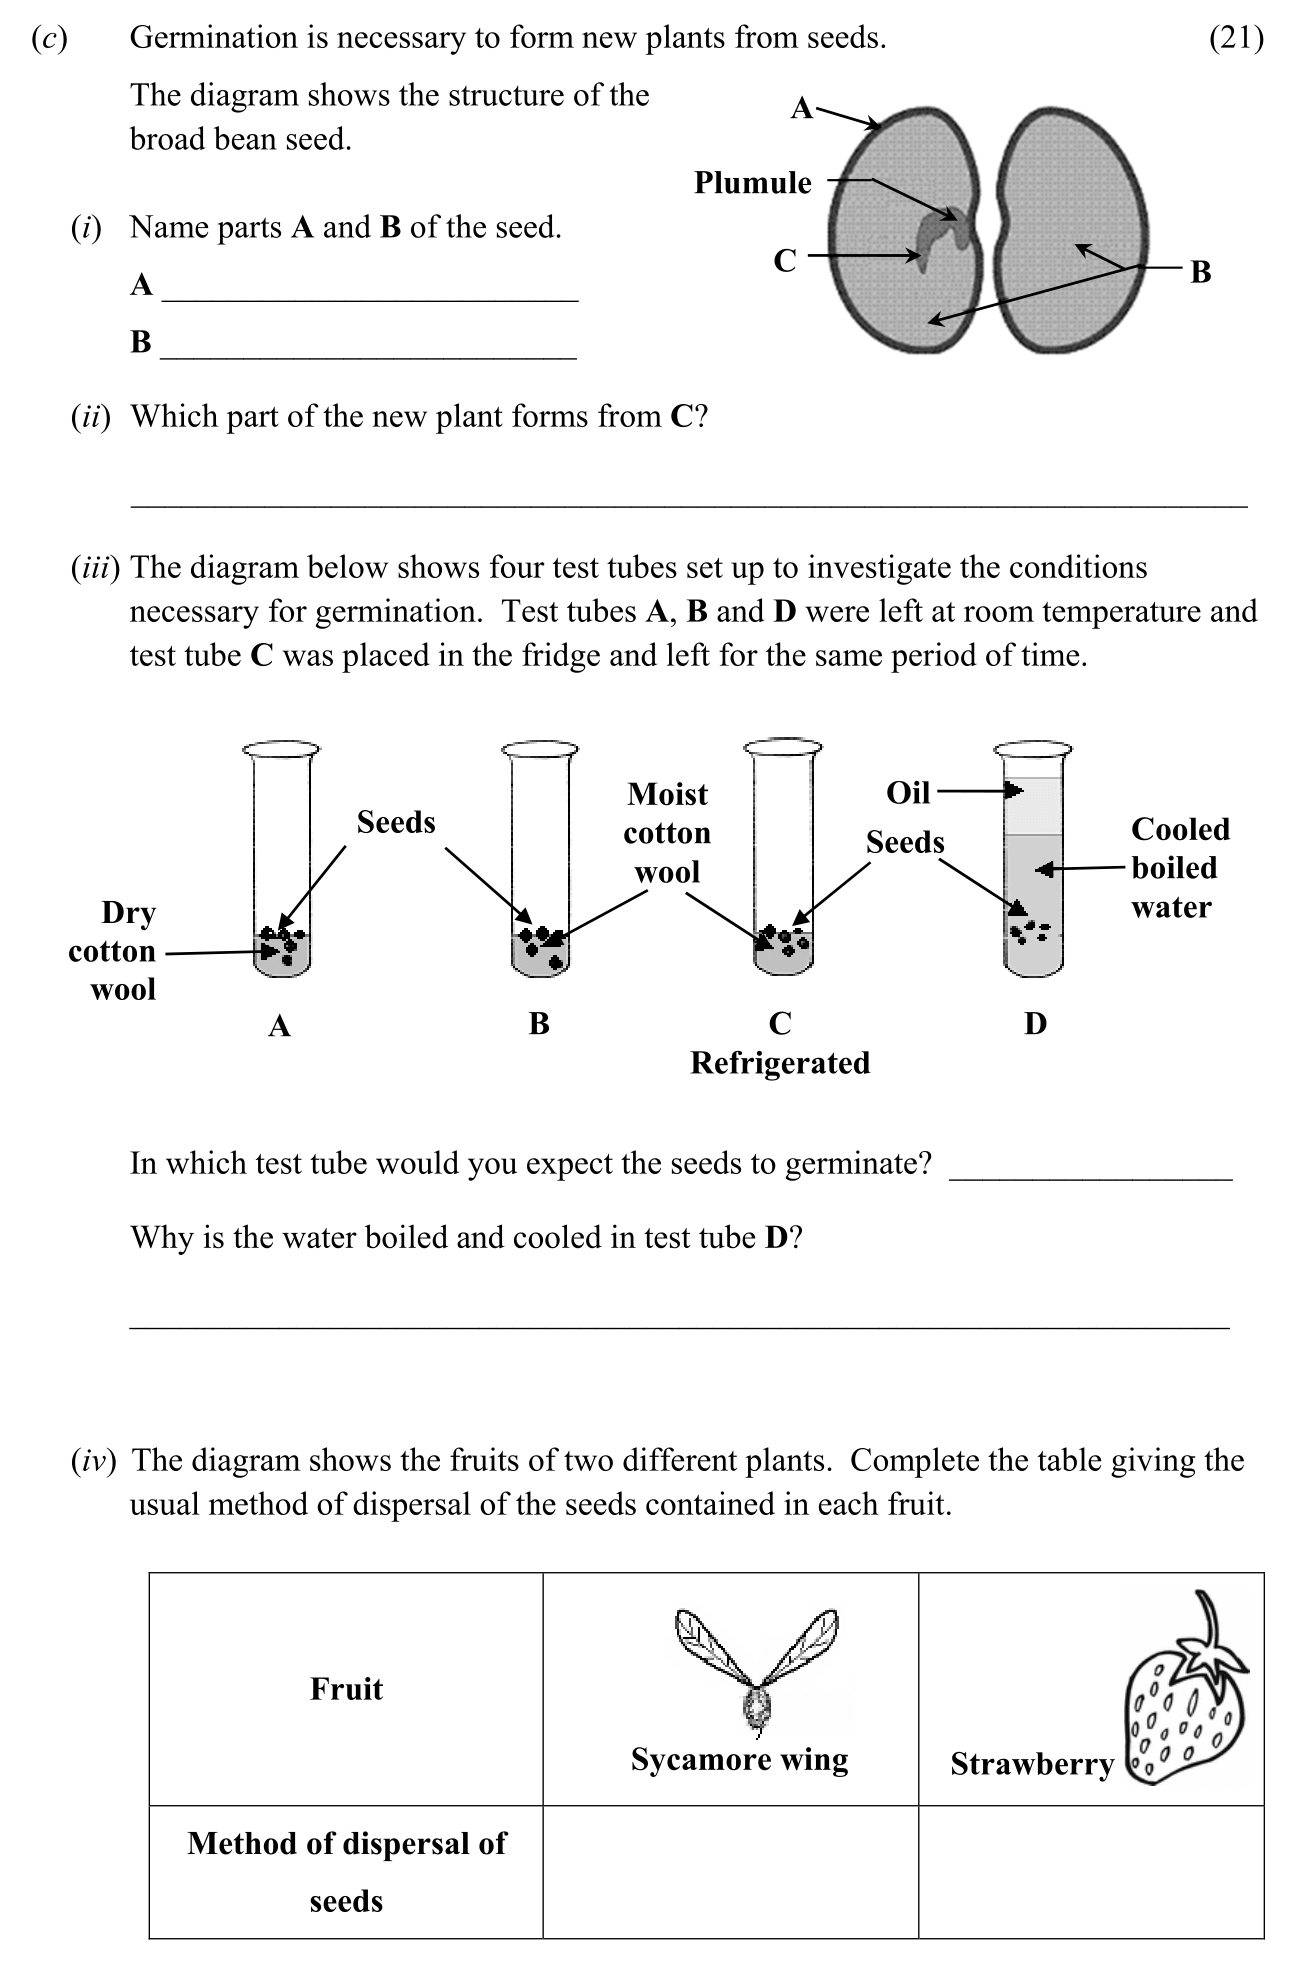 (c) Germination is necessary to form new plants from seeds. (21)
The diagram shows the structure of the
broad bean seed.
A
Plumule
C
B
(i) Name parts A and B of the seed.
A
B
(ii) Which part of the new plant forms from C?
(iii) The diagram below shows four test tubes set up to investigate the conditions
necessary for germination. Test tubes A, B and D were left at room temperature and
test tube C was placed in the fridge and left for the same period of time.
Dry
cotton
wool
Seeds
Moist
cotton
wool
Oil
Seeds
Cooled
boiled
water
A
B
C
D
Refrigerated
In which test tube would you expect the seeds to germinate?
Why is the water boiled and cooled in test tube D?
(iv) The diagram shows the fruits of two different plants. Complete the table giving the
usual method of dispersal of the seeds contained in each fruit.
Fruit
Sycamore wing
Strawberry
Method of dispersal of
seeds